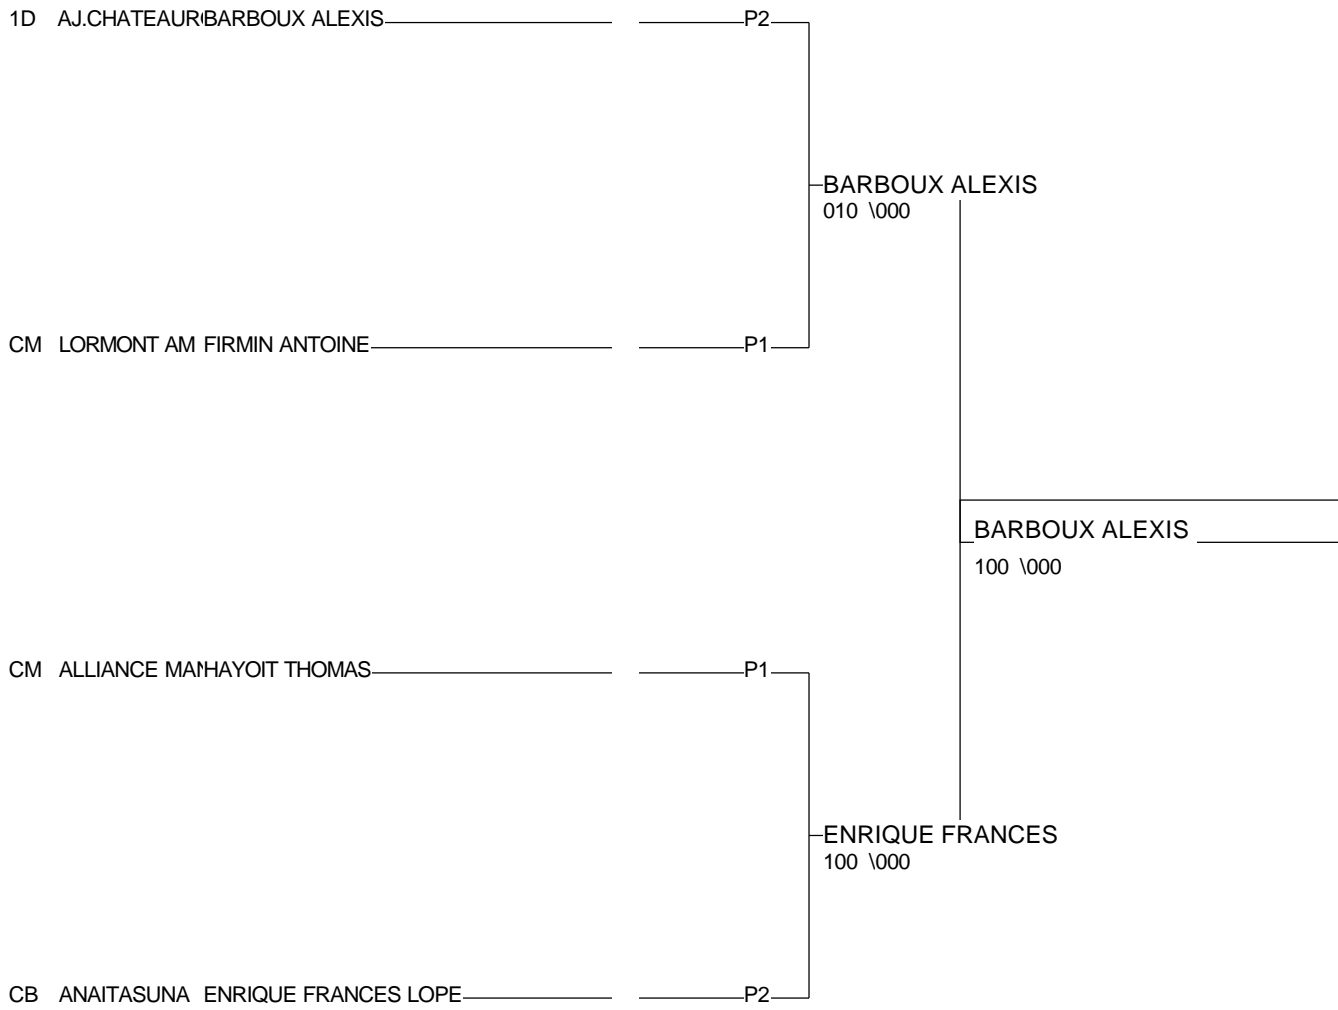 1D AJ.CHATEAUR BARBOUX ALEXIS P2
BARBOUX ALEXIS
010 \000
CM LORMONT AM FIRMIN ANTOINE P1
BARBOUX ALEXIS
100 \000
CM ALLIANCE MAN HAYOIT THOMAS P1
ENRIQUE FRANCES
100 \000
CB ANAITASUNA ENRIQUE FRANCES LOPE P2